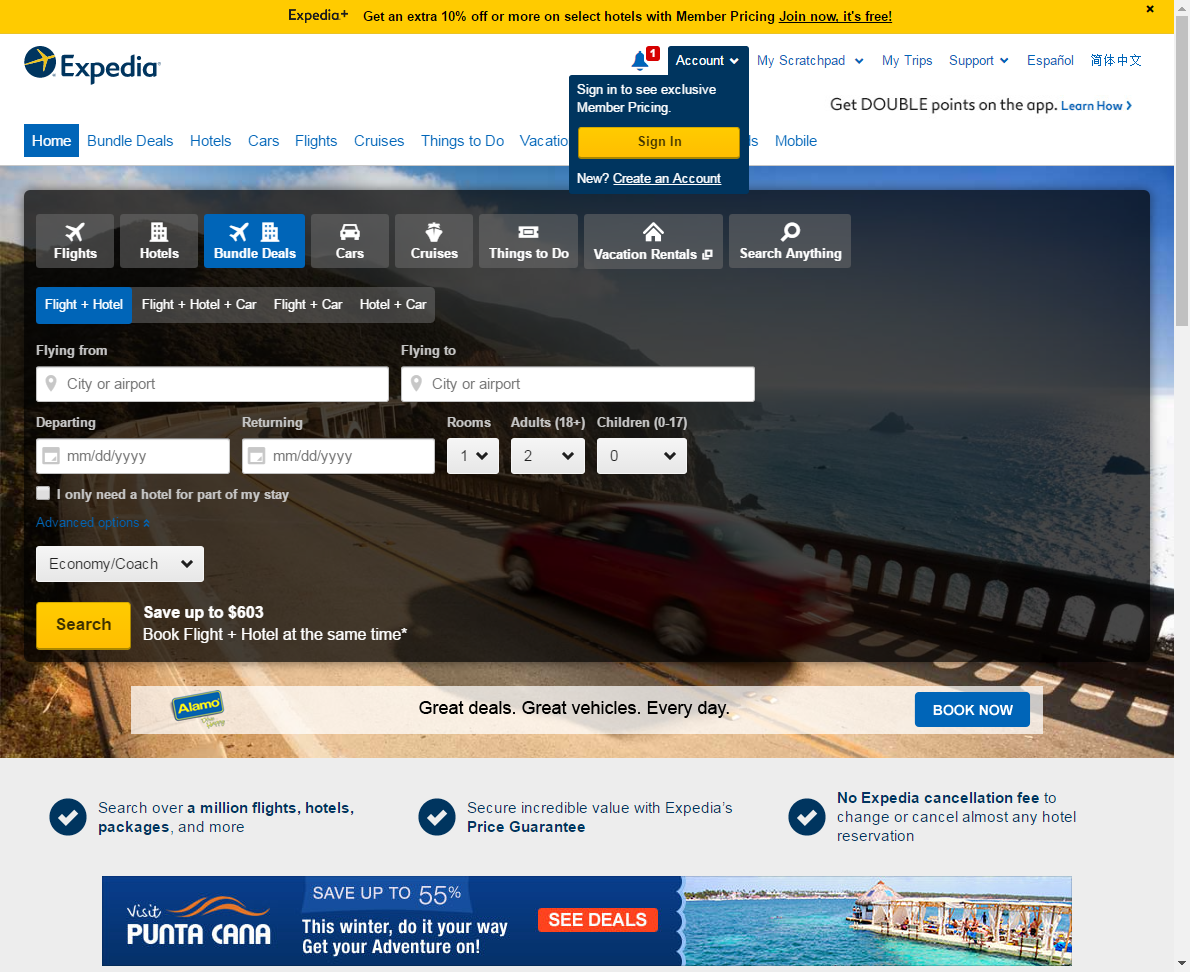 Expedia+ Get an extra 10% off or more on select hotels with Member Pricing Join now, it's free!
Expedia
1
Account
My Scratchpad
My Trips
Support
Español
简体中文
Sign in to see exclusive
Member Pricing.
Sign In
New? Create an Account
Get DOUBLE points on the app. Learn How
Home
Bundle Deals
Hotels
Cars
Flights
Cruises
Things to Do
Vacatio
ls
Mobile
Flights
Hotels
Bundle Deals
Cars
Cruises
Things to Do
Vacation Rentals
Search Anything
Flight + Hotel
Flight + Hotel + Car
Flight + Car
Hotel + Car
Flying from
Flying to
City or airport
City or airport
Departing
Returning
Rooms
Adults (18+)
Children (0-17)
mm/dd/yyyy
mm/dd/yyyy
1
2
0
I only need a hotel for part of my stay
Advanced options
Economy/Coach
Search
Save up to $603
Book Flight + Hotel at the same time*
Alamo
Great deals. Great vehicles. Every day.
BOOK NOW
Search over a million flights, hotels,
packages, and more
Secure incredible value with Expedia's
Price Guarantee
No Expedia cancellation fee to
change or cancel almost any hotel
reservation
Visit
PUNTA CANA
SAVE UP TO 55%
This winter, do it your way
Get your Adventure on!
SEE DEALS